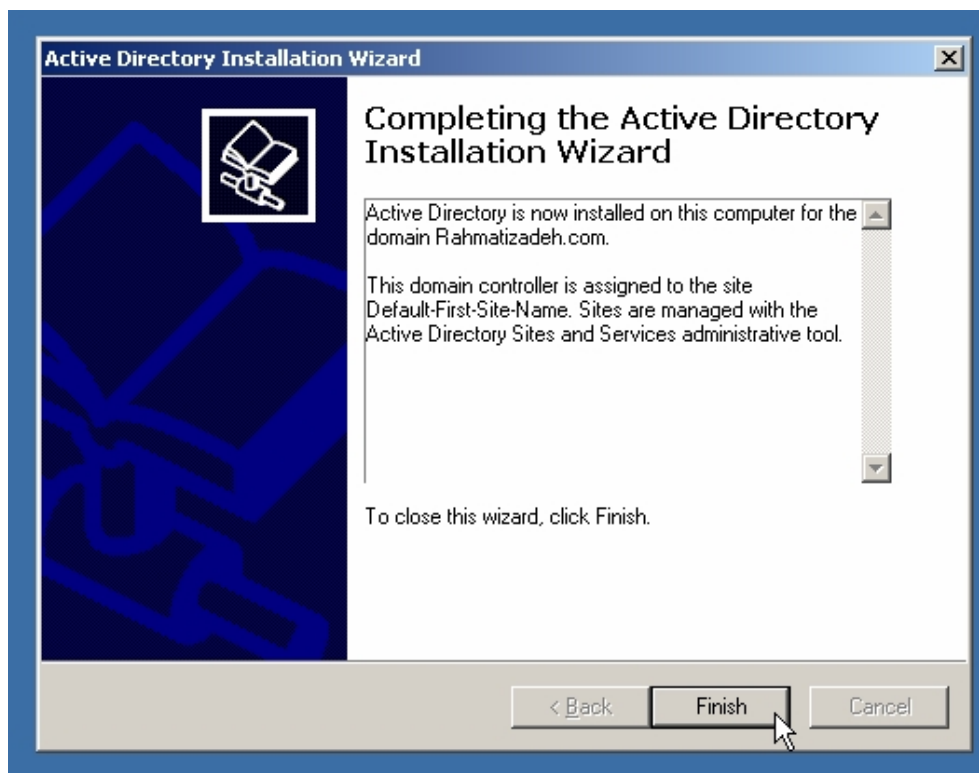 Active Directory Installation Wizard
Completing the Active Directory
Installation Wizard
Active Directory is now installed on this computer for the
domain Rahmatizadeh.com.
This domain controller is assigned to the site
Default-First-Site-Name. Sites are managed with the
Active Directory Sites and Services administrative tool.
To close this wizard, click Finish.
< Back Finish Cancel